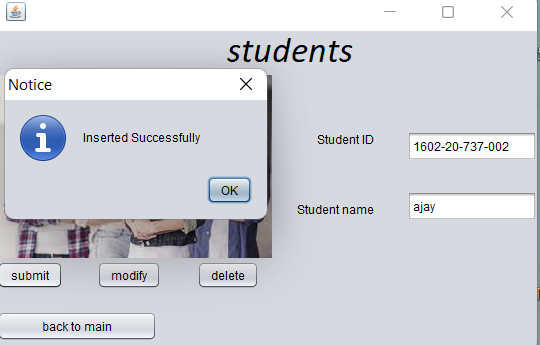 students
Notice
Inserted Successfully
OK
Student ID
1602-20-737-002
Student name
ajay
submit
modify
delete
back to main